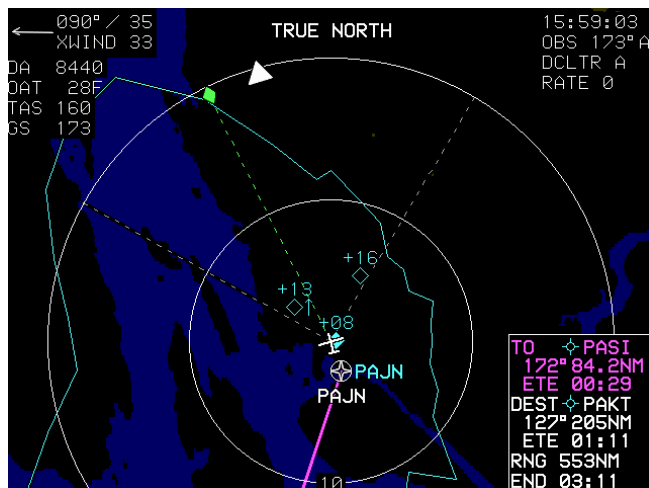 090°/ 35
XWIND 33
DA 8440
OAT 28F
TAS 160
GS 173
TRUE NORTH
15:59:03
OBS 173°A
DCLTR A
RATE 0
+16
+13
+08
PAJN
PAJN
10
TO PASI
172°84.2NM
ETE 00:29
DEST PAKT
127°205NM
ETE 01:11
RNG 553NM
END 03:11